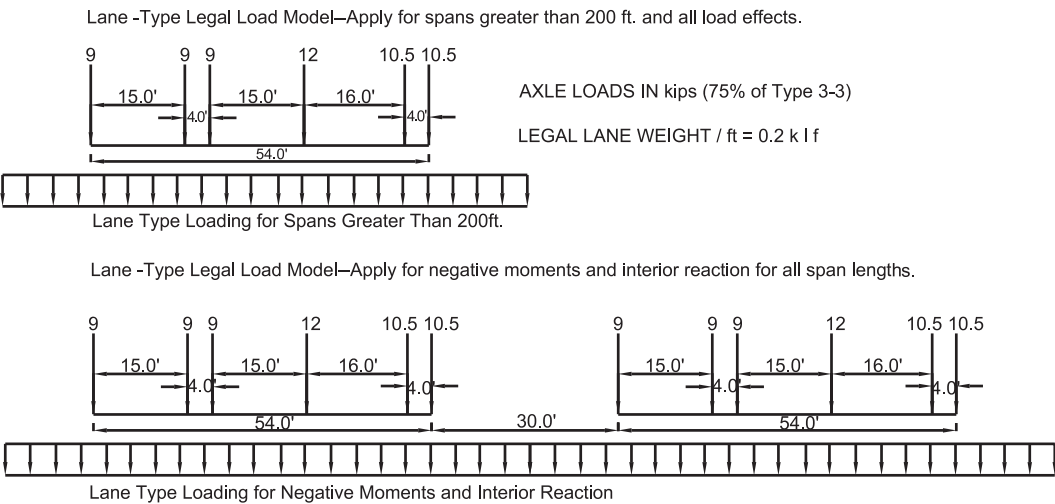 Lane -Type Legal Load Model–Apply for spans greater than 200 ft. and all load effects.
9 9 9 12 10.5 10.5
15.0' 15.0' 16.0'
4.0' 4.0'
54.0'
AXLE LOADS IN kips (75% of Type 3-3)
LEGAL LANE WEIGHT / ft = 0.2 k l f
Lane Type Loading for Spans Greater Than 200ft.
Lane -Type Legal Load Model–Apply for negative moments and interior reaction for all span lengths.
9 9 9 12 10.5 10.5 9 9 9 12 10.5 10.5
15.0' 15.0' 16.0' 15.0' 15.0' 16.0'
4.0' 4.0' 4.0' 4.0'
54.0' 30.0' 54.0'
Lane Type Loading for Negative Moments and Interior Reaction